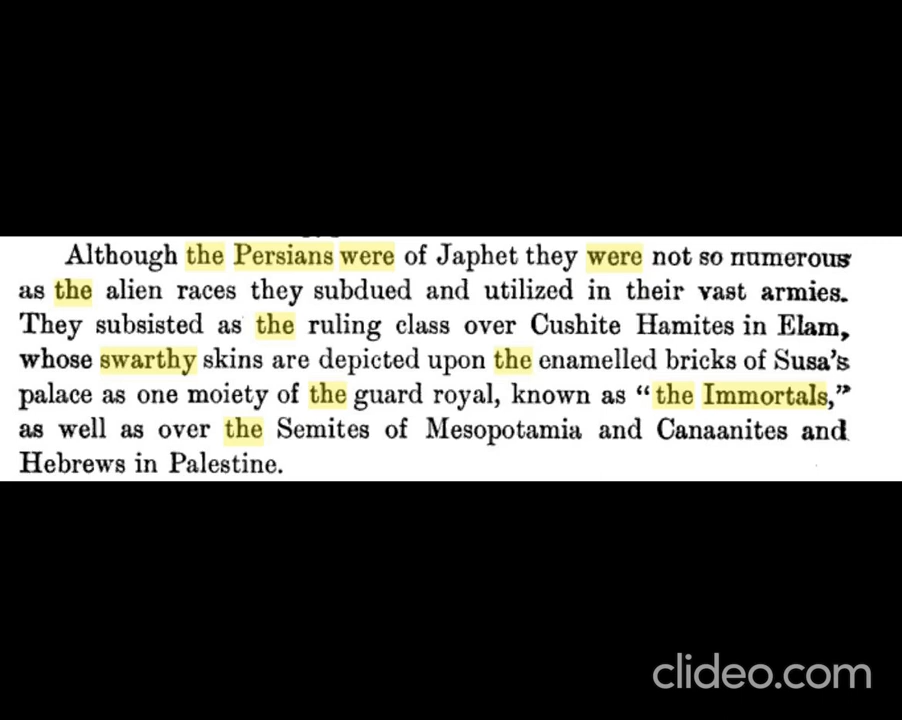 Although the Persians were of Japhet they were not so numerous
as the alien races they subdued and utilized in their vast armies.
They subsisted as the ruling class over Cushite Hamites in Elam,
whose swarthy skins are depicted upon the enamelled bricks of Susa's
palace as one moiety of the guard royal, known as "the Immortals,"
as well as over the Semites of Mesopotamia and Canaanites and
Hebrews in Palestine.
clideo.com